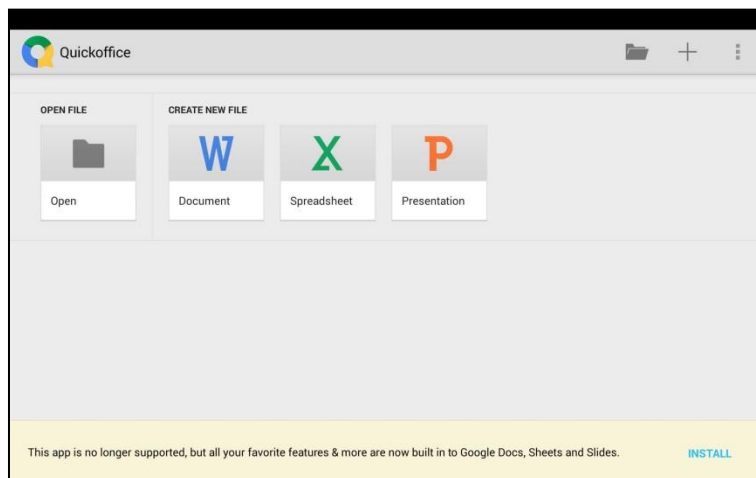 Quickoffice
OPEN FILE
CREATE NEW FILE
W
X
P
Open
Document
Spreadsheet
Presentation
This app is no longer supported, but all your favorite features & more are now built in to Google Docs, Sheets and Slides.
INSTALL